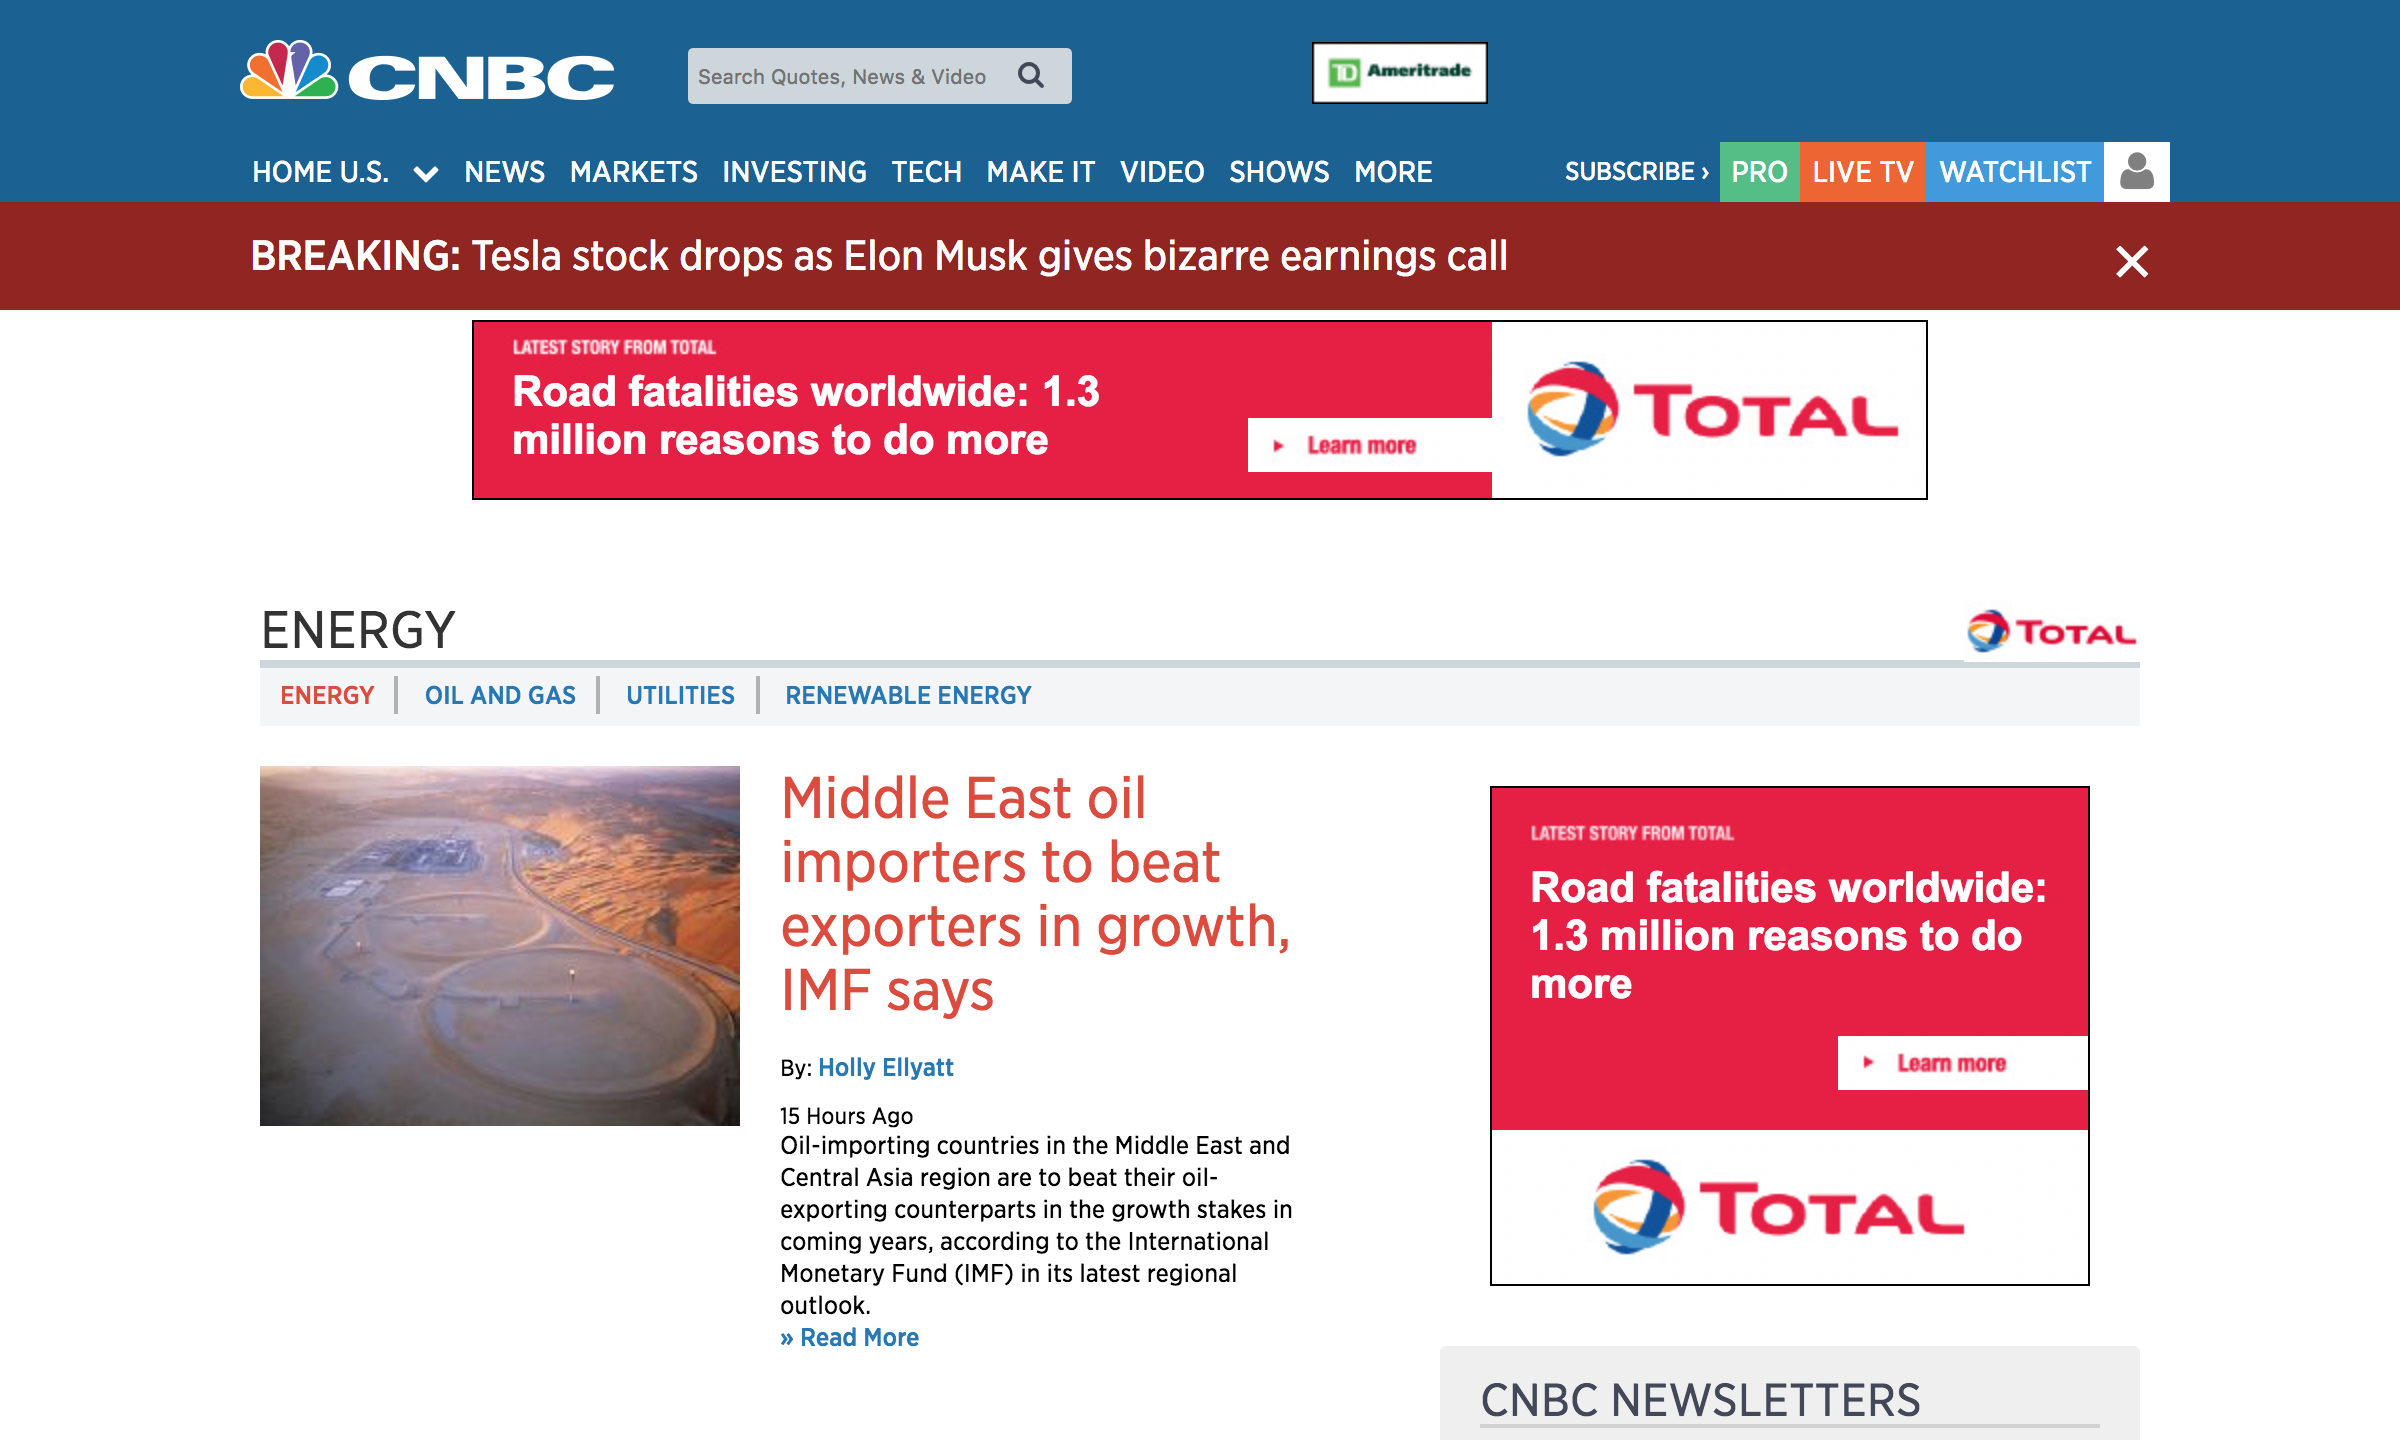 CNBC
Search Quotes, News & Video
TD Ameritrade
HOME U.S. NEWS MARKETS INVESTING TECH MAKE IT VIDEO SHOWS MORE SUBSCRIBE › PRO LIVE TV WATCHLIST
BREAKING: Tesla stock drops as Elon Musk gives bizarre earnings call
LATEST STORY FROM TOTAL
Road fatalities worldwide: 1.3
million reasons to do more
Learn more
TOTAL
ENERGY
TOTAL
ENERGY OIL AND GAS UTILITIES RENEWABLE ENERGY
Middle East oil
importers to beat
exporters in growth,
IMF says
By: Holly Ellyatt
15 Hours Ago
Oil-importing countries in the Middle East and
Central Asia region are to beat their oil-
exporting counterparts in the growth stakes in
coming years, according to the International
Monetary Fund (IMF) in its latest regional
outlook.
» Read More
LATEST STORY FROM TOTAL
Road fatalities worldwide:
1.3 million reasons to do
more
Learn more
TOTAL
CNBC NEWSLETTERS